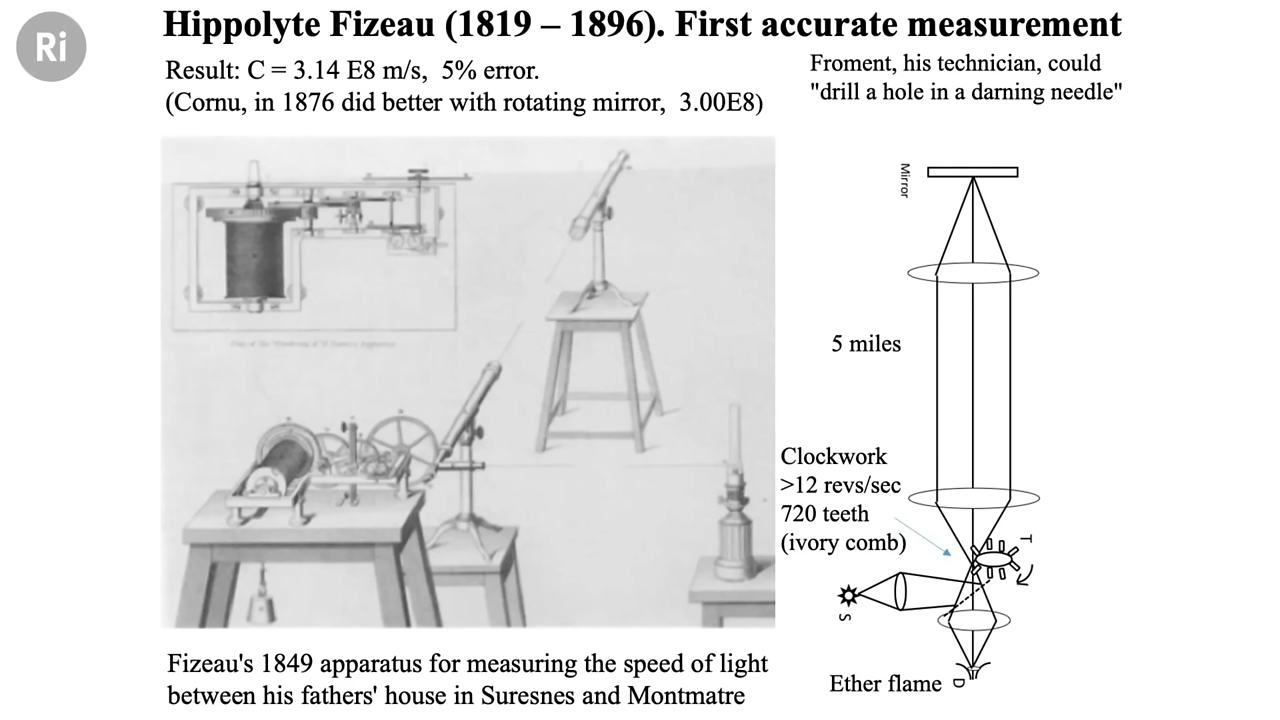 Ri
Hippolyte Fizeau (1819 – 1896). First accurate measurement
Result: C = 3.14 E8 m/s, 5% error.
(Cornu, in 1876 did better with rotating mirror, 3.00E8)
Froment, his technician, could
"drill a hole in a darning needle"
Mirror
5 miles
Clockwork
>12 revs/sec
720 teeth
(ivory comb)
T
S
Ether flame
D
Fizeau's 1849 apparatus for measuring the speed of light
between his fathers' house in Suresnes and Montmatre